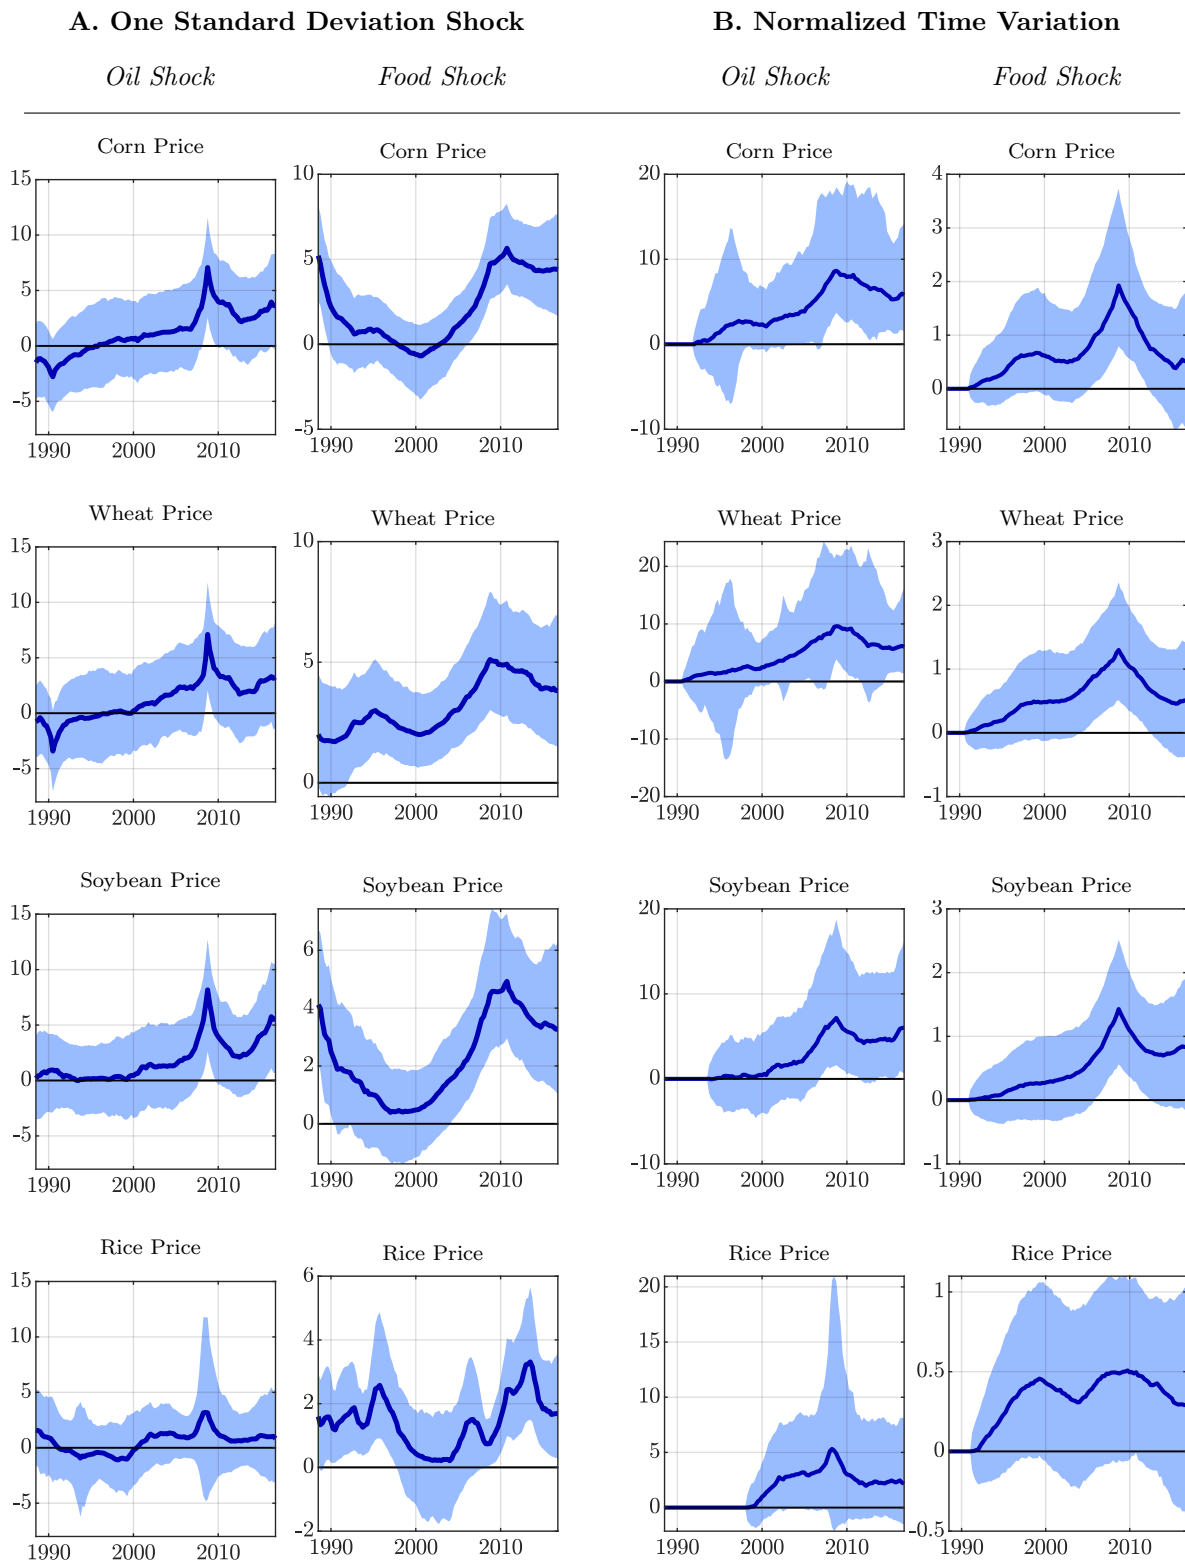 A. One Standard Deviation Shock B. Normalized Time Variation
Oil Shock Food Shock Oil Shock Food Shock
Corn Price Corn Price Corn Price Corn Price
15 10 20 4
10 3
5 10 2
5 1
0 0 0 0
-5 -5 -10
1990 2000 2010 1990 2000 2010 1990 2000 2010 1990 2000 2010
Wheat Price Wheat Price Wheat Price Wheat Price
15 10 20 3
10 10 2
5 5 0 1
0 -10 0
-5 0 -20 -1
1990 2000 2010 1990 2000 2010 1990 2000 2010 1990 2000 2010
Soybean Price Soybean Price Soybean Price Soybean Price
15 6 20 3
10 4 10 2
5 2 1
0 0 0 0
-5 -10 -1
1990 2000 2010 1990 2000 2010 1990 2000 2010 1990 2000 2010
Rice Price Rice Price Rice Price Rice Price
15 6 20 1
10 4 15
5 2 10 0.5
0 0 5 0
-5 -2 0 -0.5
1990 2000 2010 1990 2000 2010 1990 2000 2010 1990 2000 2010